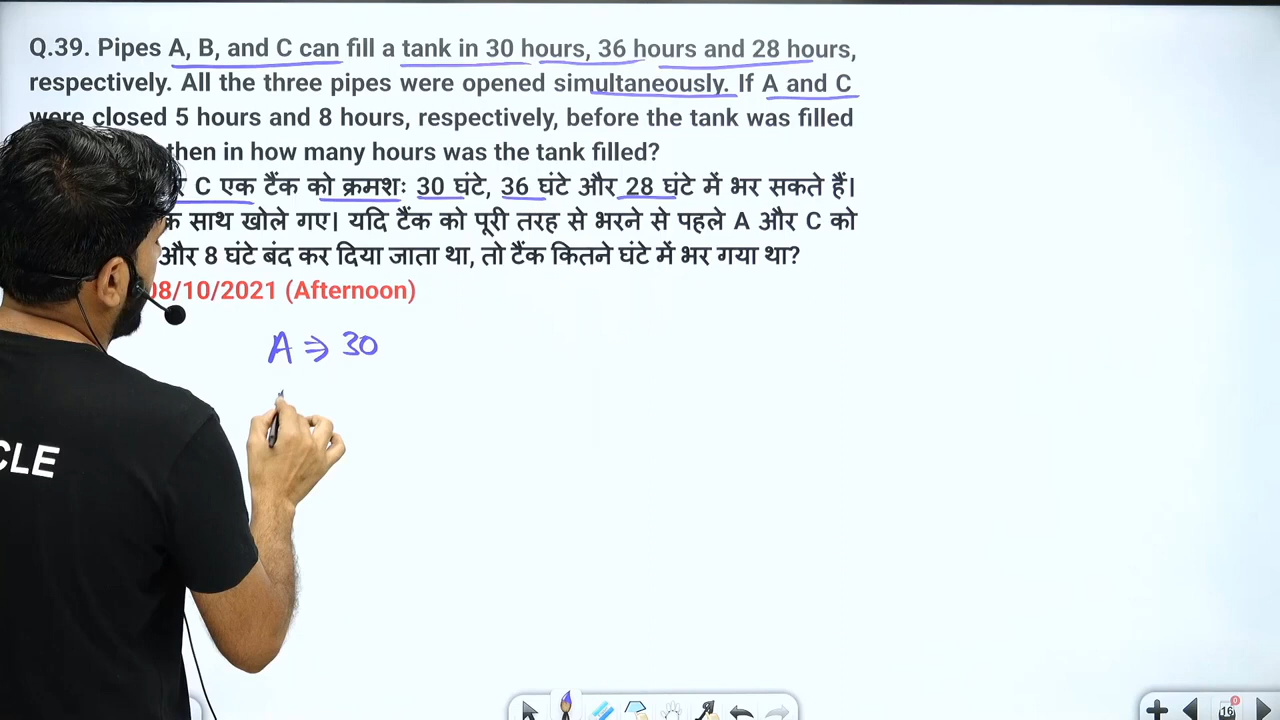 Q.39. Pipes A, B, and C can fill a tank in 30 hours, 36 hours and 28 hours,
respectively. All the three pipes were opened simultaneously. If A and C
were closed 5 hours and 8 hours, respectively, before the tank was filled
then in how many hours was the tank filled?
C एक टैंक को क्रमशः 30 घंटे, 36 घंटे और 28 घंटे में भर सकते हैं।
साथ खोले गए। यदि टैंक को पूरी तरह से भरने से पहले A और C को
और 8 घंटे बंद कर दिया जाता था, तो टैंक कितने घंटे में भर गया था?
08/10/2021 (Afternoon)
A ⇒ 30
CLE
16